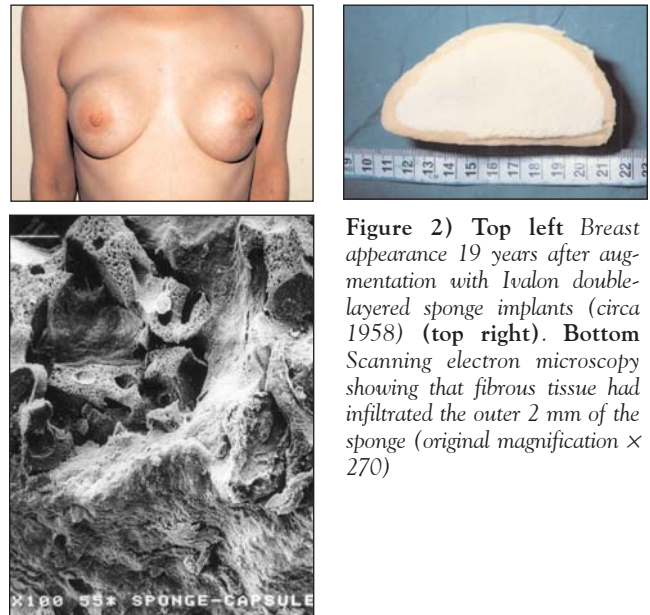 9 10 11 12 13 14 15 16 17 18 19 20 21 22 23
Figure 2) Top left Breast
appearance 19 years after aug-
mentation with Ivalon double-
layered sponge implants (circa
1958) (top right). Bottom
Scanning electron microscopy
showing that fibrous tissue had
infiltrated the outer 2 mm of the
sponge (original magnification ×
270)
X100 55* SPONGE-CAPSULE